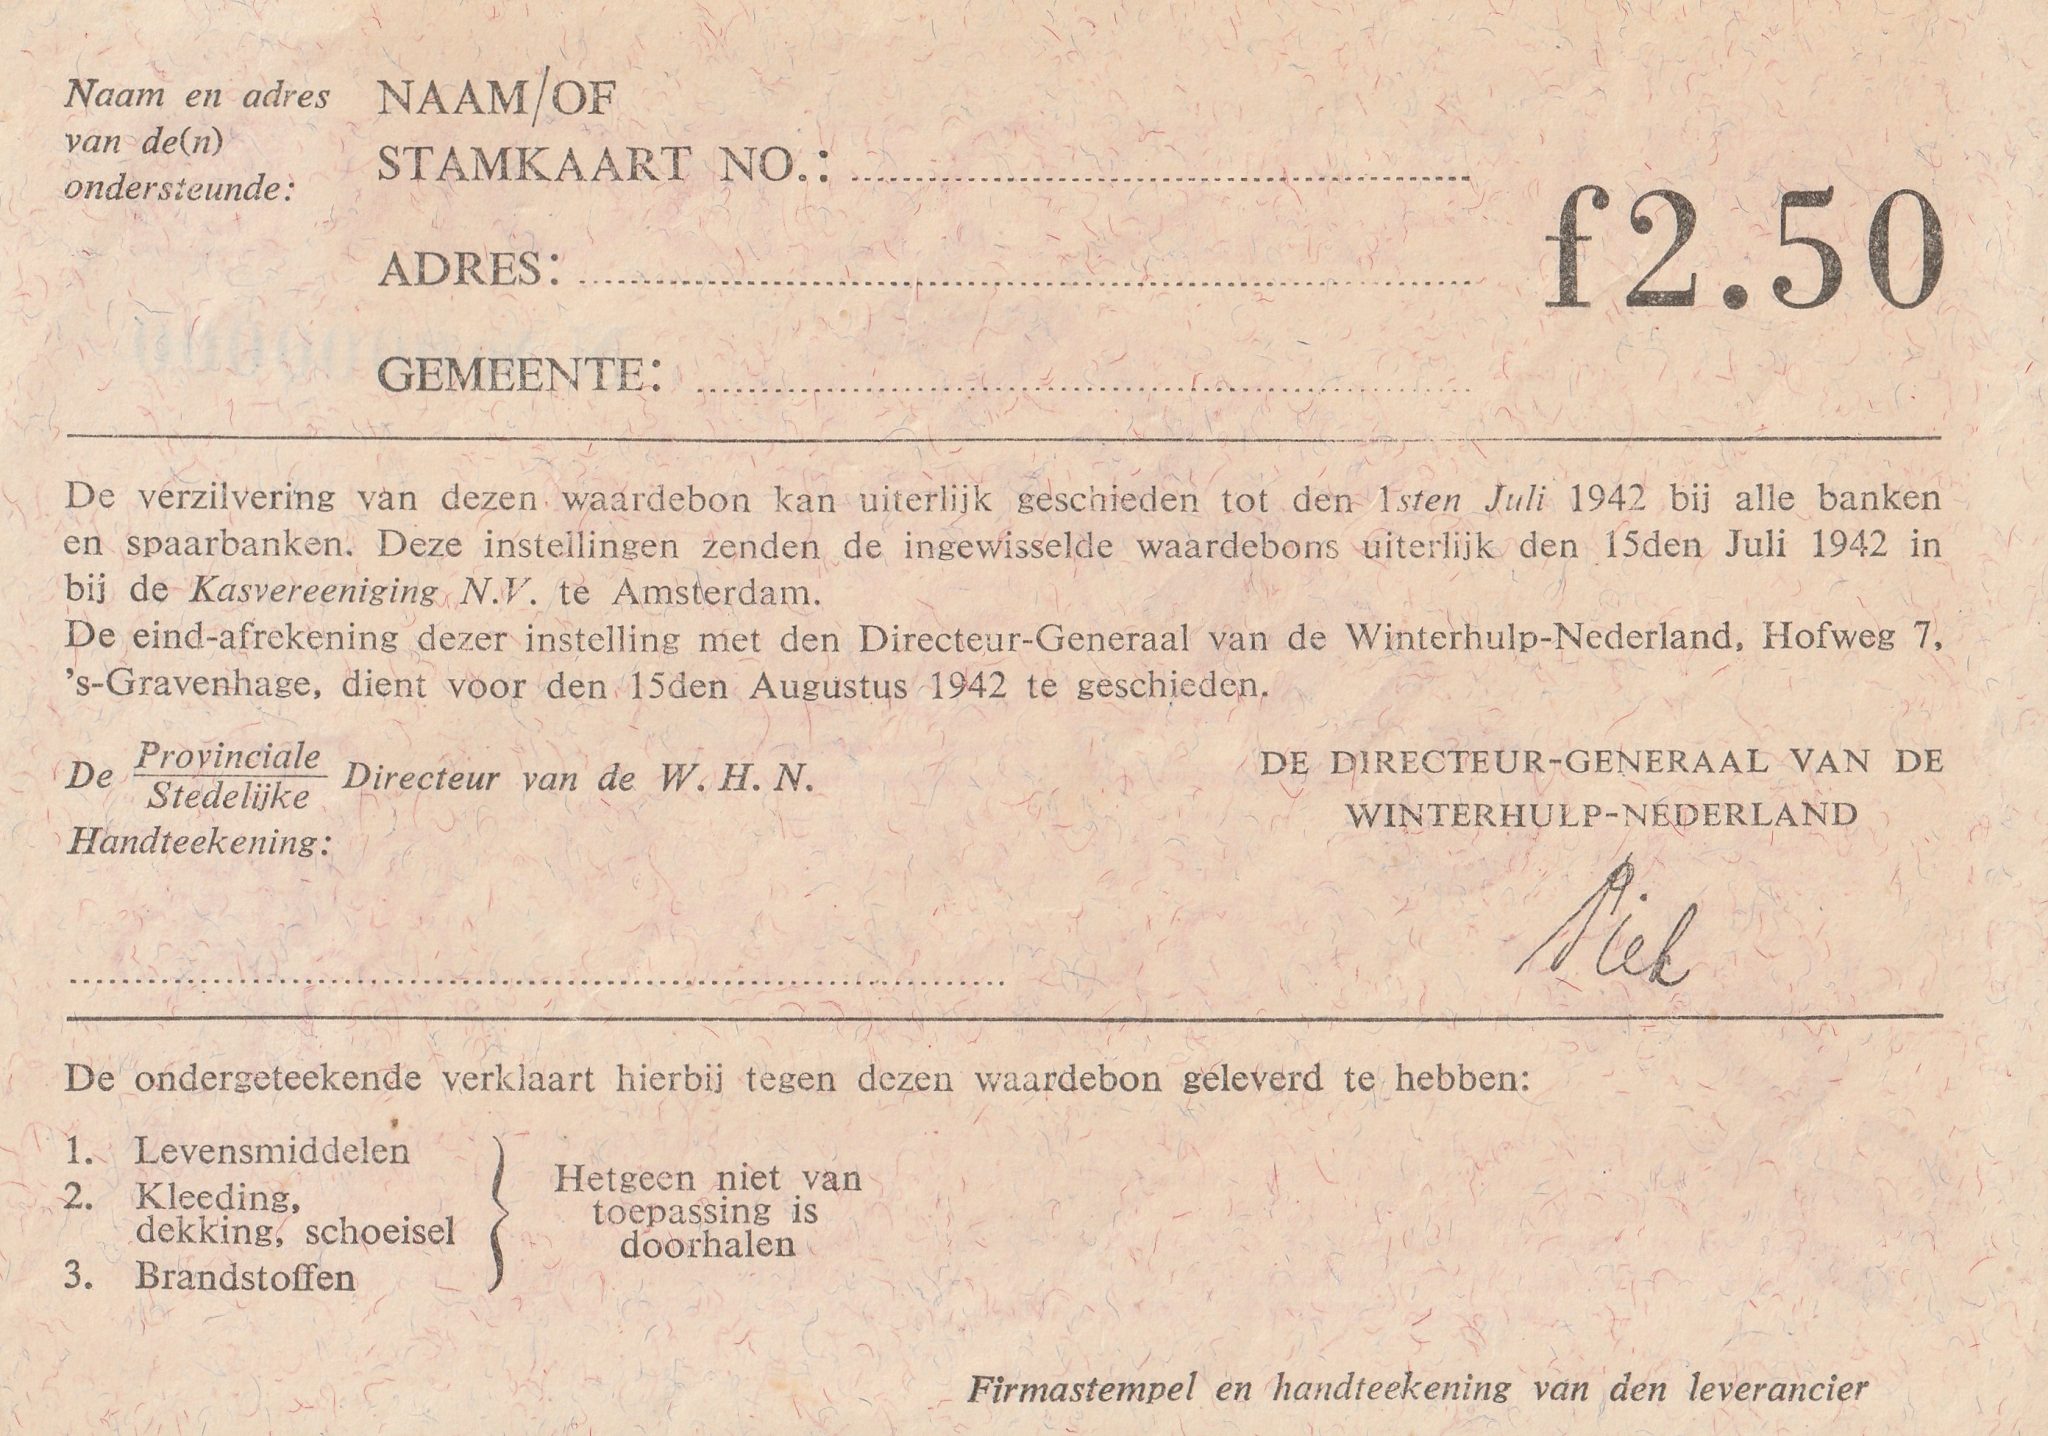 Naam en adres
van de(n)
ondersteunde:
NAAM/OF
STAMKAART NO.:
ADRES:
GEMEENTE:
f2.50
De verzilvering van dezen waardebon kan uiterlijk geschieden tot den 1sten Juli 1942 bij alle banken
en spaarbanken. Deze instellingen zenden de ingewisselde waardebons uiterlijk den 15den Juli 1942 in
bij de Kasvereeniging N.V. te Amsterdam.
De eind-afrekening dezer instelling met den Directeur-Generaal van de Winterhulp-Nederland, Hofweg 7,
's-Gravenhage, dient voor den 15den Augustus 1942 te geschieden.
De Provinciale/Stedelijke Directeur van de W. H. N.
Handteekening:
DE DIRECTEUR-GENERAAL VAN DE
WINTERHULP-NEDERLAND
Piek
De ondergeteekende verklaart hierbij tegen dezen waardebon geleverd te hebben:
1. Levensmiddelen
2. Kleeding,
dekking, schoeisel
3. Brandstoffen
Hetgeen niet van
toepassing is
doorhalen
Firmastempel en handteekening van den leverancier